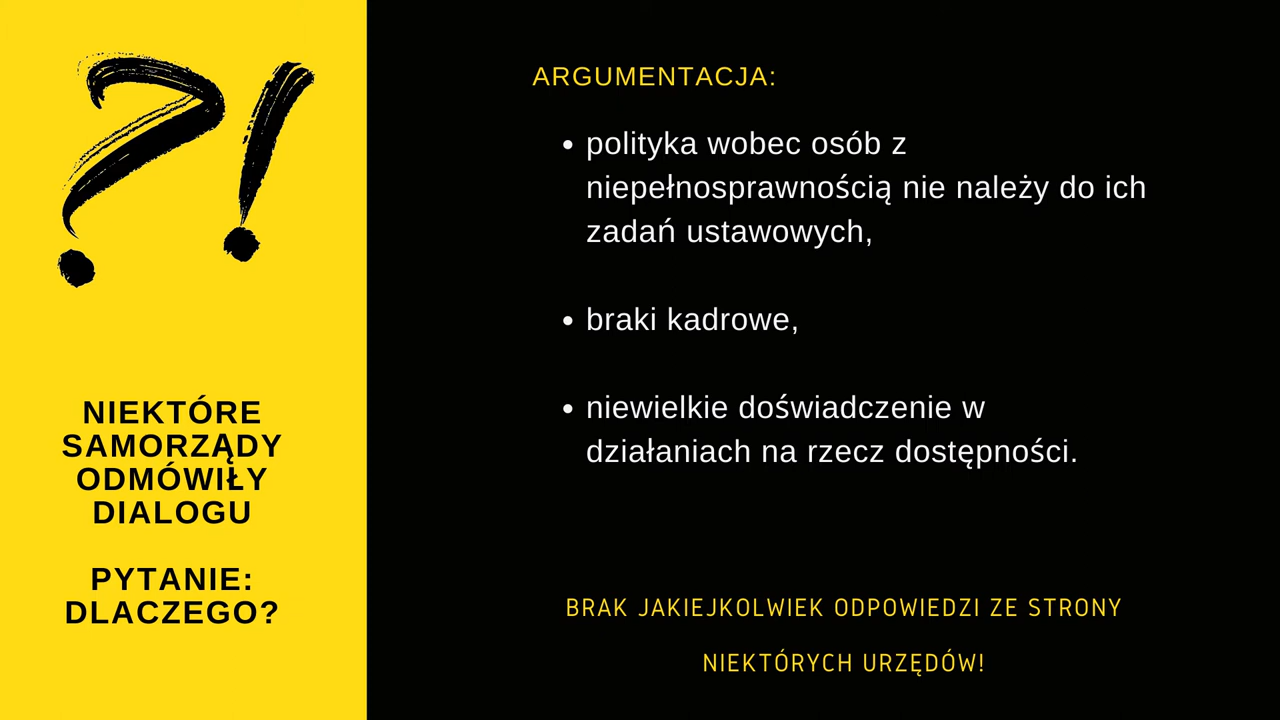 ?!
NIEKTÓRE
SAMORZĄDY
ODMÓWIŁY
DIALOGU
PYTANIE:
DLACZEGO?
ARGUMENTACJA:
• polityka wobec osób z
niepełnosprawnością nie należy do ich
zadań ustawowych,
• braki kadrowe,
• niewielkie doświadczenie w
działaniach na rzecz dostępności.
BRAK JAKIEJKOLWIEK ODPOWIEDZI ZE STRONY
NIEKTÓRYCH URZĘDÓW!